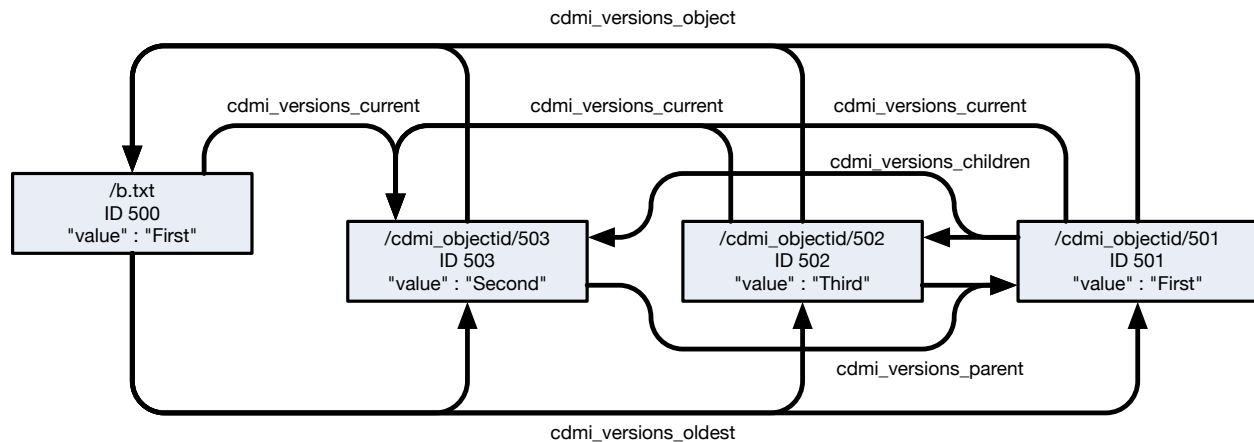 cdmi_versions_object
cdmi_versions_current
cdmi_versions_current
cdmi_versions_current
cdmi_versions_children
/b.txt
ID 500
"value" : "First"
/cdmi_objectid/503
ID 503
"value" : "Second"
/cdmi_objectid/502
ID 502
"value" : "Third"
/cdmi_objectid/501
ID 501
"value" : "First"
cdmi_versions_parent
cdmi_versions_oldest